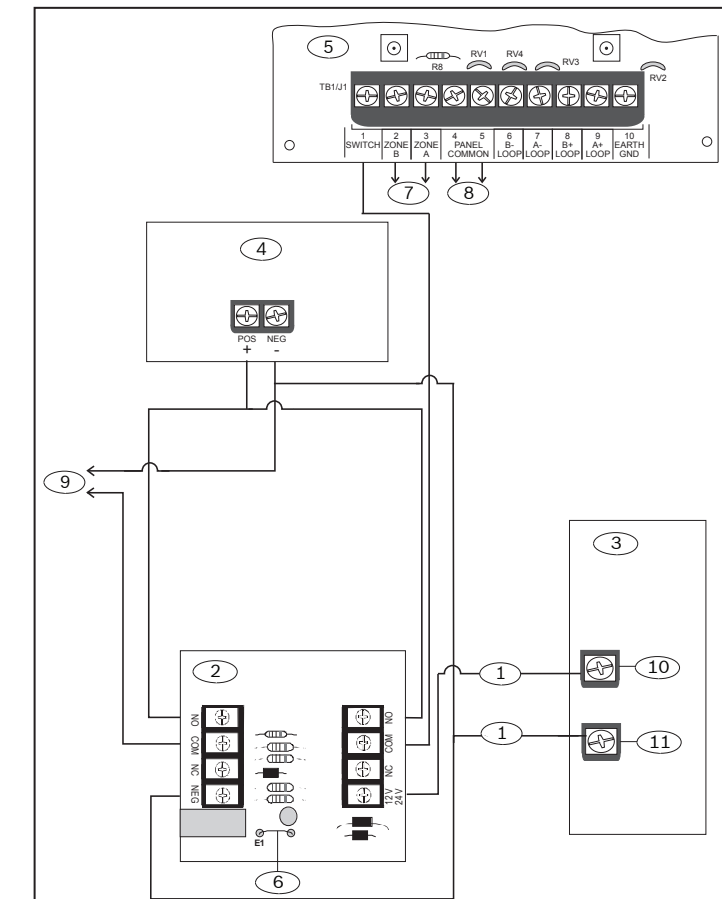 5
R8
RV1
RV4
RV3
RV2
TB1/J1
1 2 3 4 5 6 7 8 9 10
SWITCH ZONE B ZONE A PANEL COMMON B- LOOP A- LOOP B+ LOOP A+ LOOP EARTH GND
7
8
4
POS NEG
+ -
9
3
2
1
10
NO
NO
COM
COM
1
11
NC
NC
NEG
12V
24V
E1
6